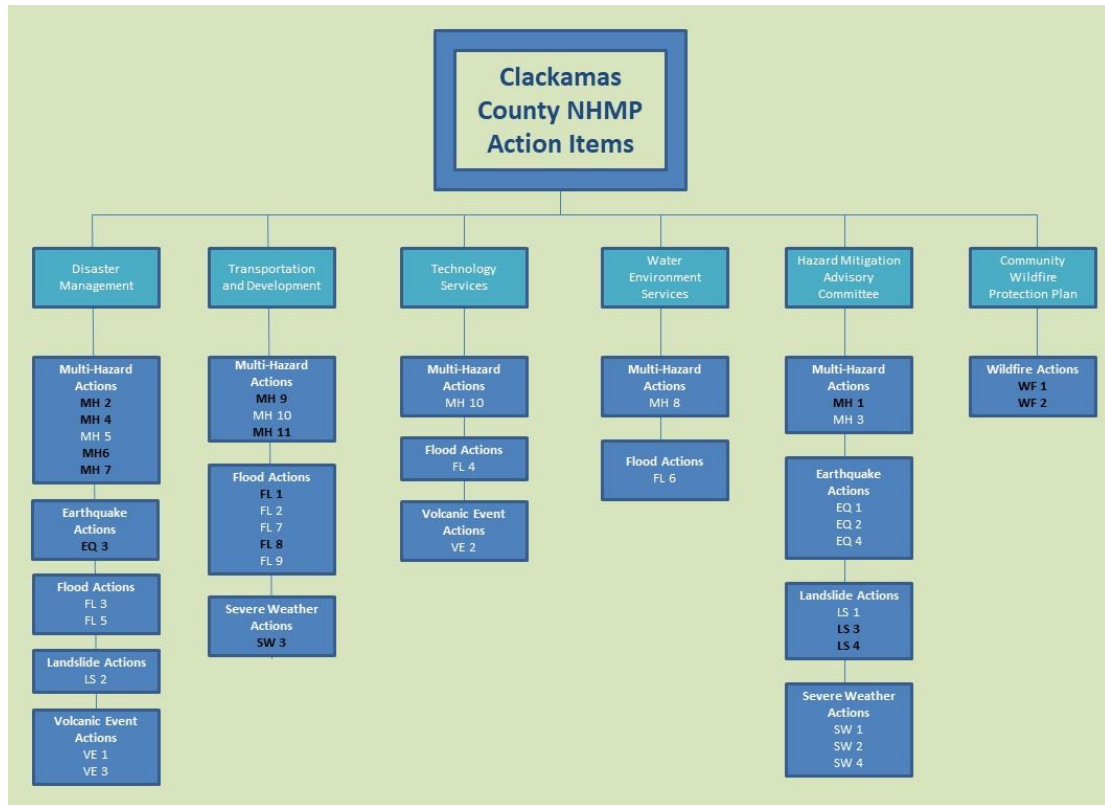 Clackamas
County NHMP
Action Items
Disaster
Management
Multi-Hazard
Actions
MH 2
MH 4
MH 5
MH6
MH 7
Earthquake
Actions
EQ 3
Flood Actions
FL 3
FL 5
Landslide Actions
LS 2
Volcanic Event
Actions
VE 1
VE 3
Transportation
and Development
Multi-Hazard
Actions
MH 9
MH 10
MH 11
Flood Actions
FL 1
FL 2
FL 7
FL 8
FL 9
Severe Weather
Actions
SW 3
Technology
Services
Multi-Hazard
Actions
MH 10
Flood Actions
FL 4
Volcanic Event
Actions
VE 2
Water
Environment
Services
Multi-Hazard
Actions
MH 8
Flood Actions
FL 6
Hazard Mitigation
Advisory
Committee
Multi-Hazard
Actions
MH 1
MH 3
Earthquake
Actions
EQ 1
EQ 2
EQ 4
Landslide Actions
LS 1
LS 3
LS 4
Severe Weather
Actions
SW 1
SW 2
SW 4
Community
Wildfire
Protection Plan
Wildfire Actions
WF 1
WF 2